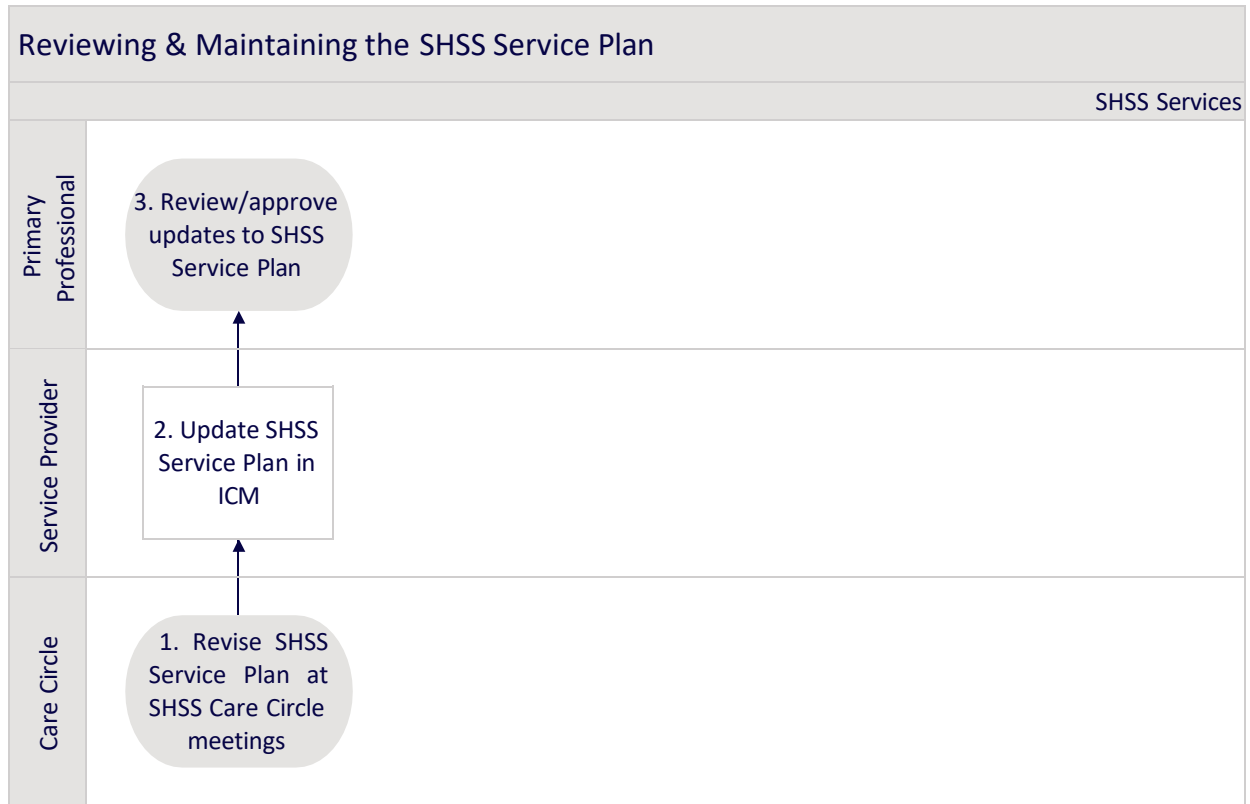 Reviewing & Maintaining the SHSS Service Plan
SHSS Services
Primary
Professional
3. Review/approve
updates to SHSS
Service Plan
Service Provider
2. Update SHSS
Service Plan in
ICM
Care Circle
1. Revise SHSS
Service Plan at
SHSS Care Circle
meetings